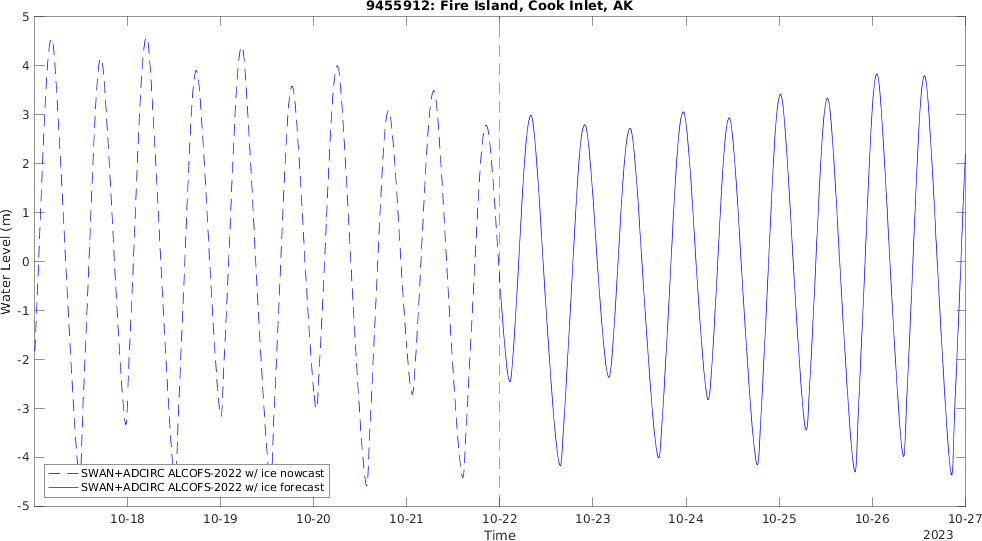 9455912: Fire Island, Cook Inlet, AK
5
4
3
2
1
0
-1
-2
-3
-4
-5
Water Level (m)
SWAN+ADCIRC ALCOFS-2022 w/ ice nowcast
SWAN+ADCIRC ALCOFS-2022 w/ ice forecast
10-18 10-19 10-20 10-21 10-22 10-23 10-24 10-25 10-26 10-27
Time
2023